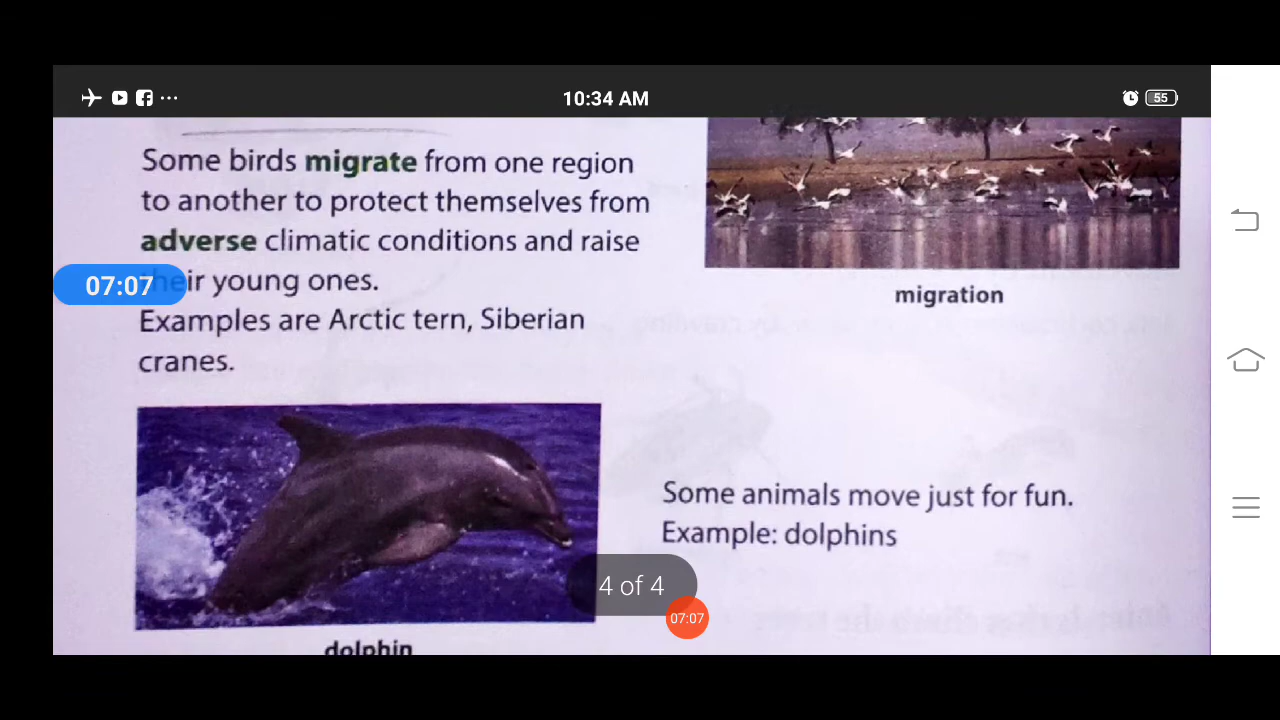 10:34 AM
55
Some birds migrate from one region
to another to protect themselves from
adverse climatic conditions and raise
their young ones.
07:07
Examples are Arctic tern, Siberian
cranes.
migration
Some animals move just for fun.
Example: dolphins
4 of 4
07:07
dolphin